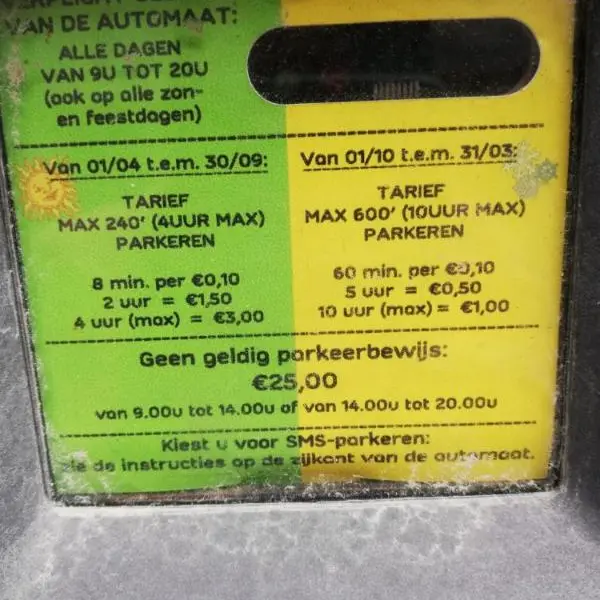 VAN DE AUTOMAAT:
ALLE DAGEN
VAN 9U TOT 20U
(ook op alle zon-
en feestdagen)
Van 01/04 t.e.m. 30/09:
TARIEF
MAX 240' (4UUR MAX)
PARKEREN
8 min. per €0,10
2 uur = €1,50
4 uur (max) = €3,00
Van 01/10 t.e.m. 31/03:
TARIEF
MAX 600' (10UUR MAX)
PARKEREN
60 min. per €0,10
5 uur = €0,50
10 uur (max) = €1,00
Geen geldig parkeerbewijs:
€25,00
van 9.00u tot 14.00u of van 14.00u tot 20.00u
Kiest u voor SMS-parkeren:
zie de instructies op de zijkant van de automaat.